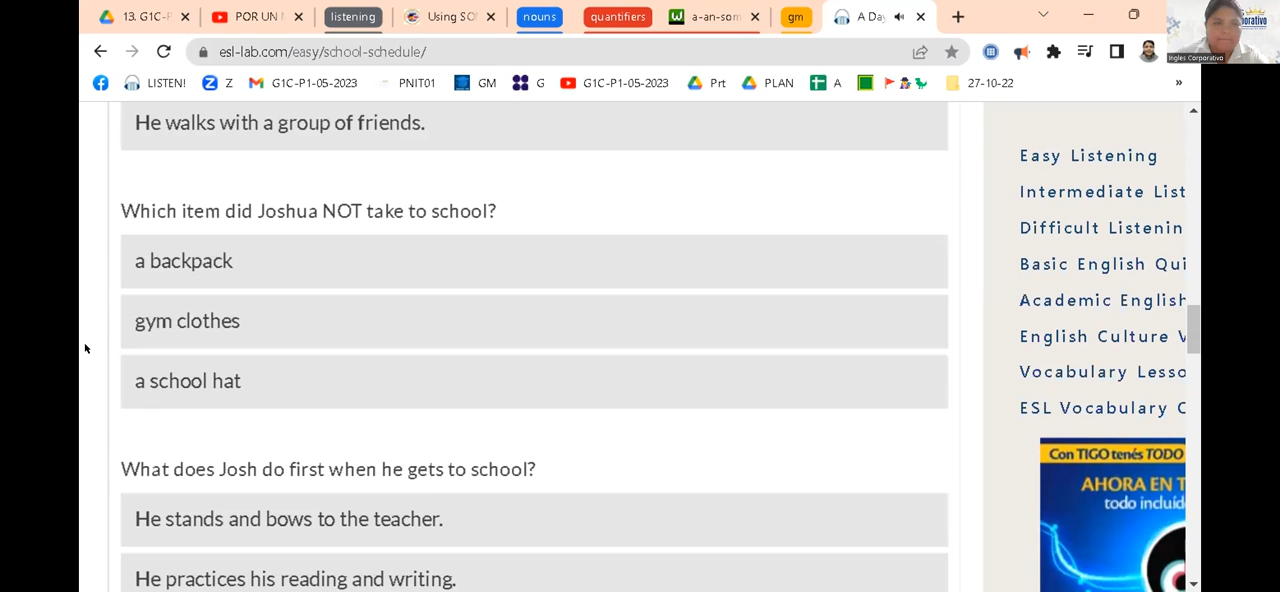 13. G1C-P
POR UN
listening
Using SO
nouns
quantifiers
a-an-som
gm
A Day
esl-lab.com/easy/school-schedule/
Ingles Corporativo
LISTEN!
Z
G1C-P1-05-2023
PNIT01
GM
G
G1C-P1-05-2023
Prt
PLAN
A
27-10-22
»
He walks with a group of friends.
Which item did Joshua NOT take to school?
a backpack
gym clothes
a school hat
What does Josh do first when he gets to school?
He stands and bows to the teacher.
He practices his reading and writing.
Easy Listening
Intermediate List
Difficult Listenin
Basic English Qui
Academic English
English Culture V
Vocabulary Lesso
ESL Vocabulary C
Con TIGO tenés TODO
AHORA EN T
todo incluid